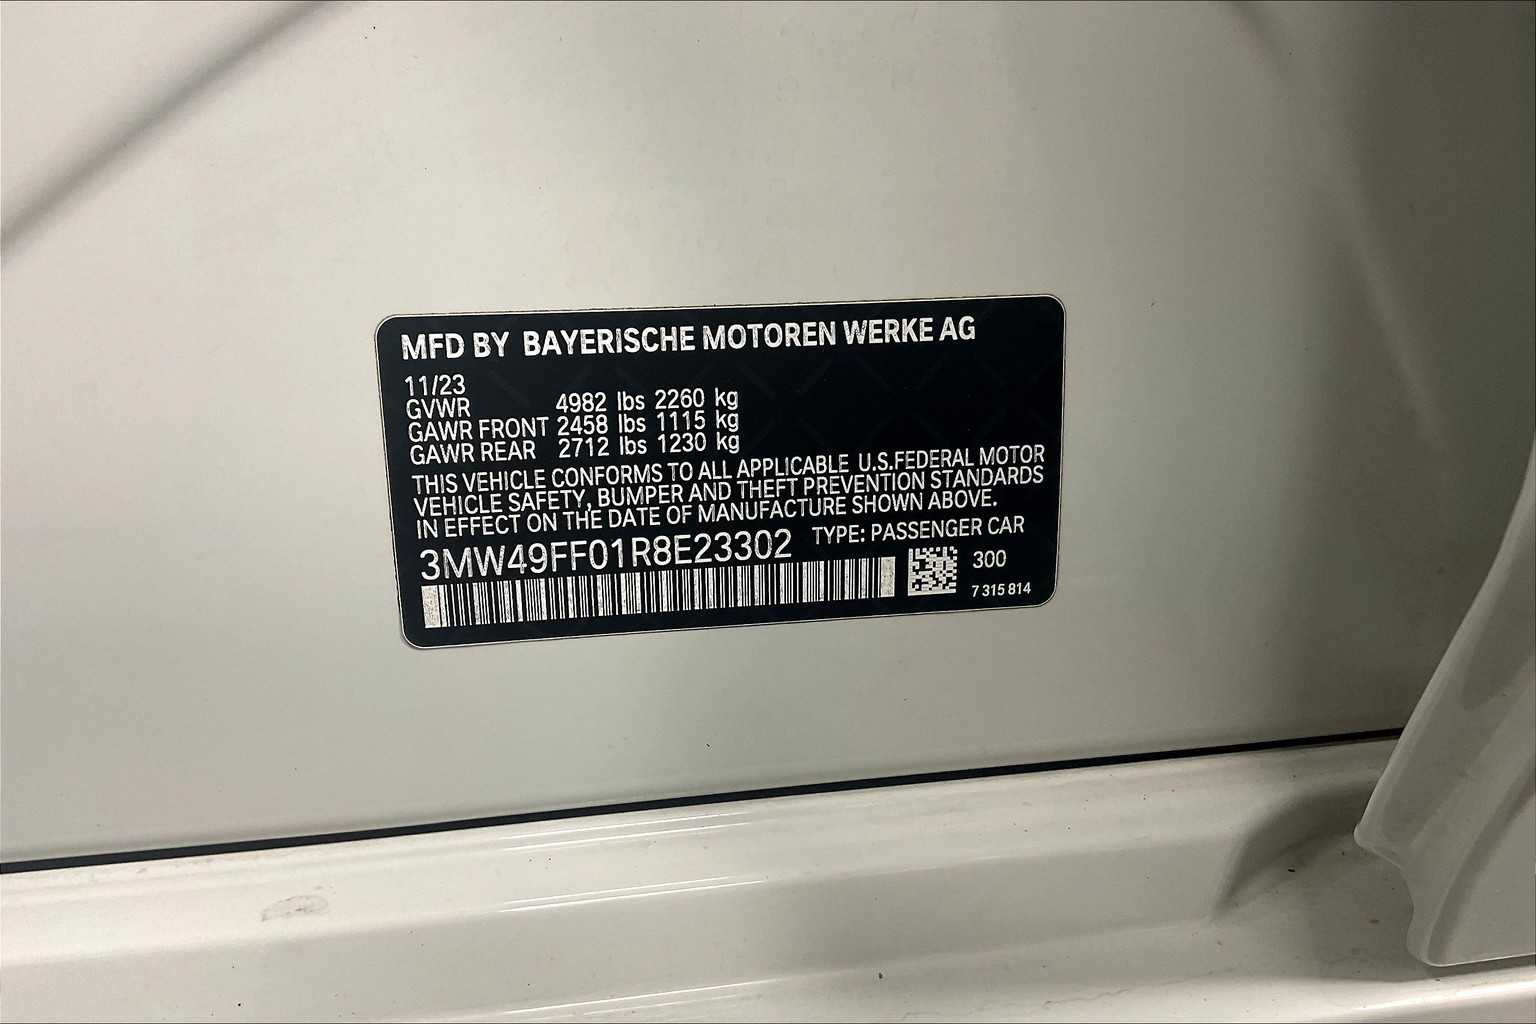 MFD BY BAYERISCHE MOTOREN WERKE AG
11/23
GVWR 4982 lbs 2260 kg
GAWR FRONT 2458 lbs 1115 kg
GAWR REAR 2712 lbs 1230 kg
THIS VEHICLE CONFORMS TO ALL APPLICABLE U.S.FEDERAL MOTOR
VEHICLE SAFETY, BUMPER AND THEFT PREVENTION STANDARDS
IN EFFECT ON THE DATE OF MANUFACTURE SHOWN ABOVE.
3MW49FF01R8E23302 TYPE: PASSENGER CAR
300
7 315 814